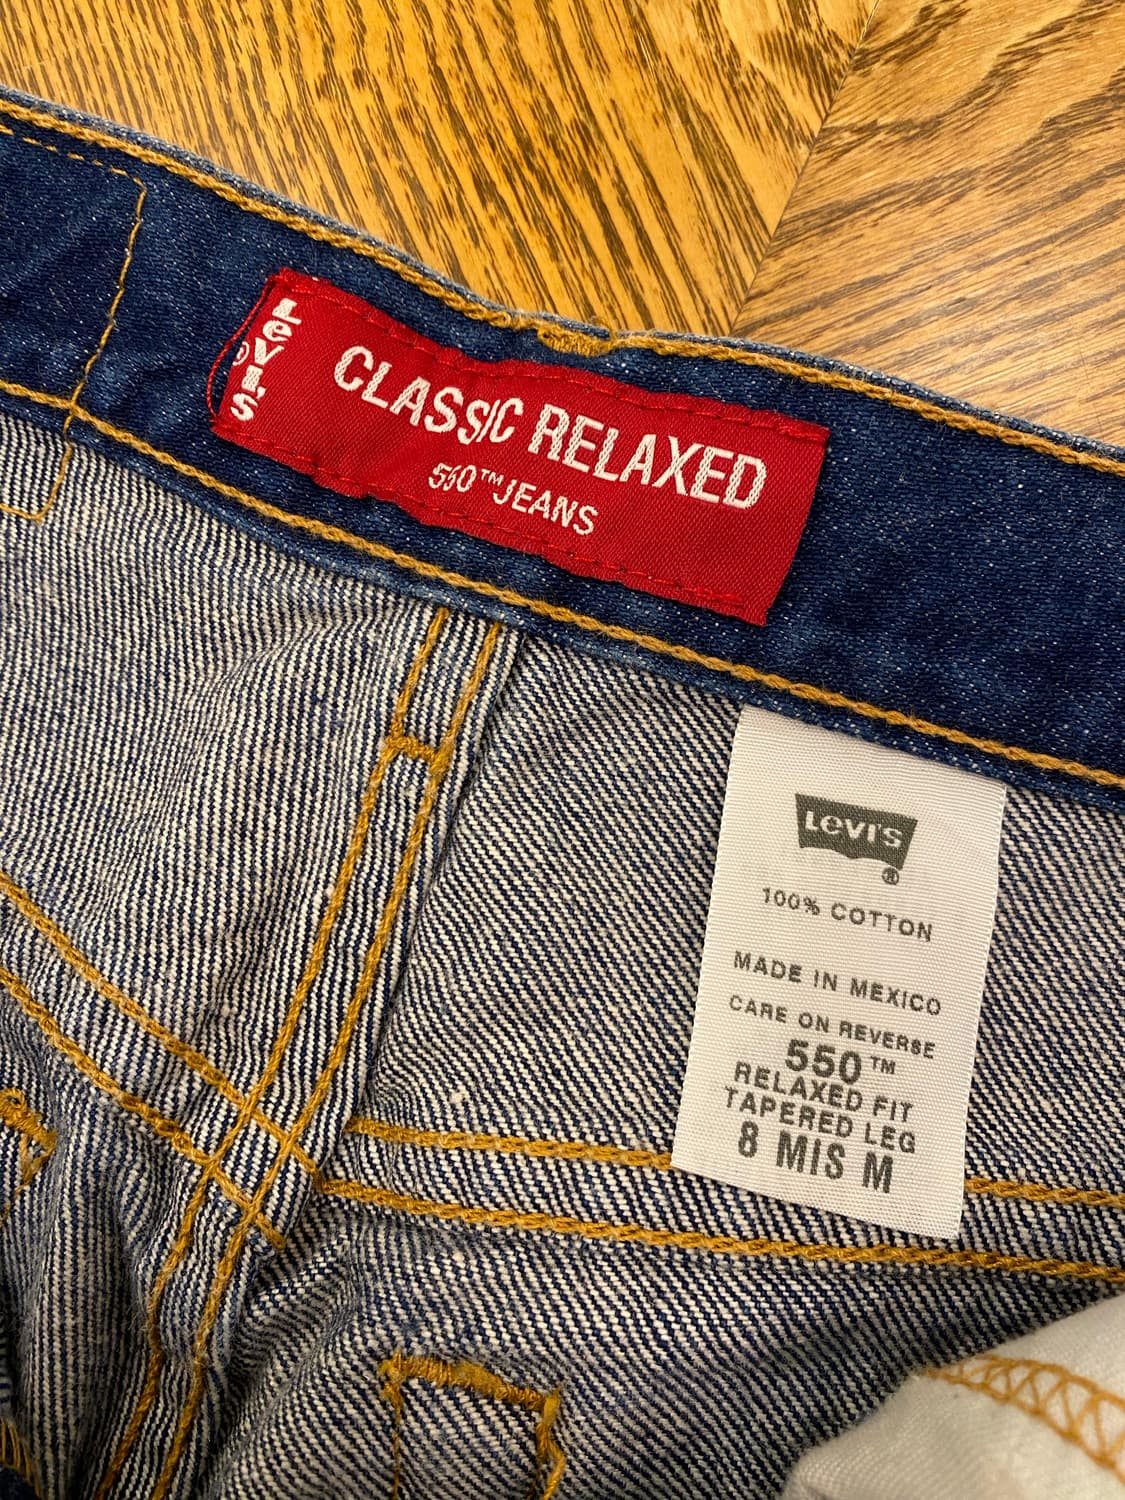 LEVI'S®
CLASSIC RELAXED
550™ JEANS
LEVI'S
®
100% COTTON
MADE IN MEXICO
CARE ON REVERSE
550™
RELAXED FIT
TAPERED LEG
8 MIS M